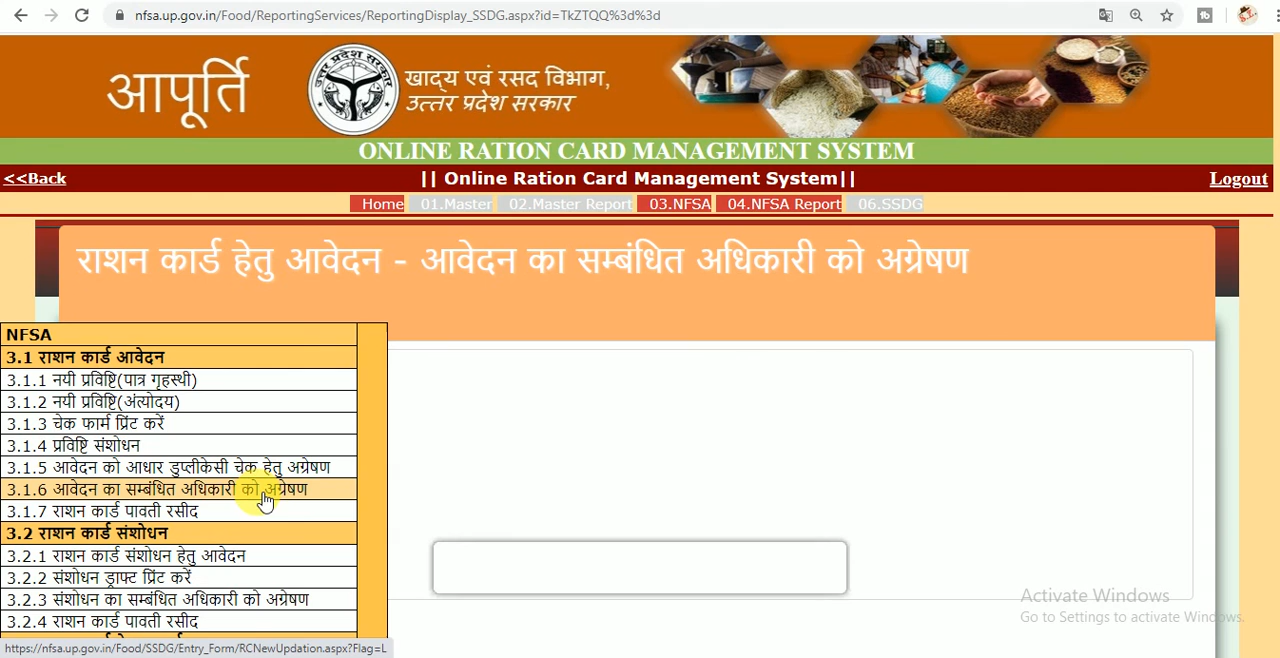 nfsa.up.gov.in/Food/ReportingServices/ReportingDisplay_SSDG.aspx?id=TkZTQQ%3d%3d
आपूर्ति
खाद्य एवं रसद विभाग,
उत्तर प्रदेश सरकार
ONLINE RATION CARD MANAGEMENT SYSTEM
<<Back
|| Online Ration Card Management System||
Logout
Home 01.Master 02.Master Report 03.NFSA 04.NFSA Report 06.SSDG
राशन कार्ड हेतु आवेदन - आवेदन का सम्बंधित अधिकारी को अग्रेषण
NFSA
3.1 राशन कार्ड आवेदन
3.1.1 नयी प्रविष्टि(पात्र गृहस्थी)
3.1.2 नयी प्रविष्टि(अंत्योदय)
3.1.3 चेक फार्म प्रिंट करें
3.1.4 प्रविष्टि संशोधन
3.1.5 आवेदन को आधार डुप्लीकेसी चेक हेतु अग्रेषण
3.1.6 आवेदन का सम्बंधित अधिकारी को अग्रेषण
3.1.7 राशन कार्ड पावती रसीद
3.2 राशन कार्ड संशोधन
3.2.1 राशन कार्ड संशोधन हेतु आवेदन
3.2.2 संशोधन ड्राफ्ट प्रिंट करें
3.2.3 संशोधन का सम्बंधित अधिकारी को अग्रेषण
3.2.4 राशन कार्ड पावती रसीद
Activate Windows
Go to Settings to activate Windows.
https://nfsa.up.gov.in/Food/SSDG/Entry_Form/RCNewUpdation.aspx?Flag=L